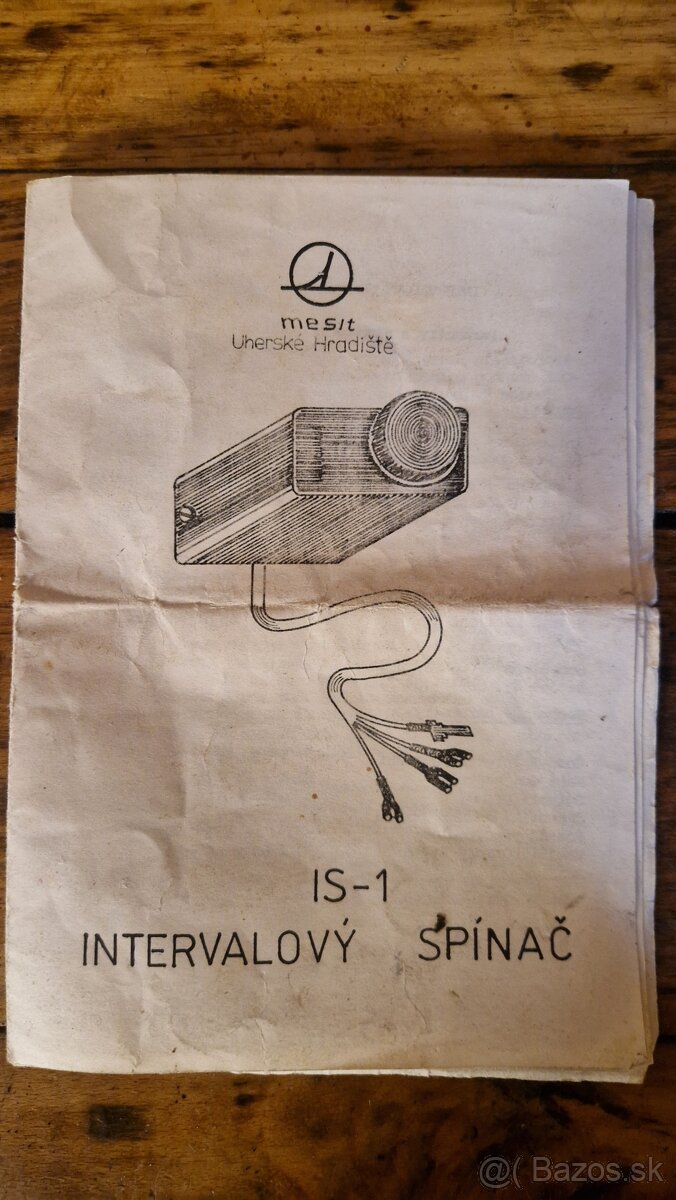 mesit
Uherské Hradiště
IS-1
INTERVALOVÝ SPÍNAČ
@( Bazos.sk